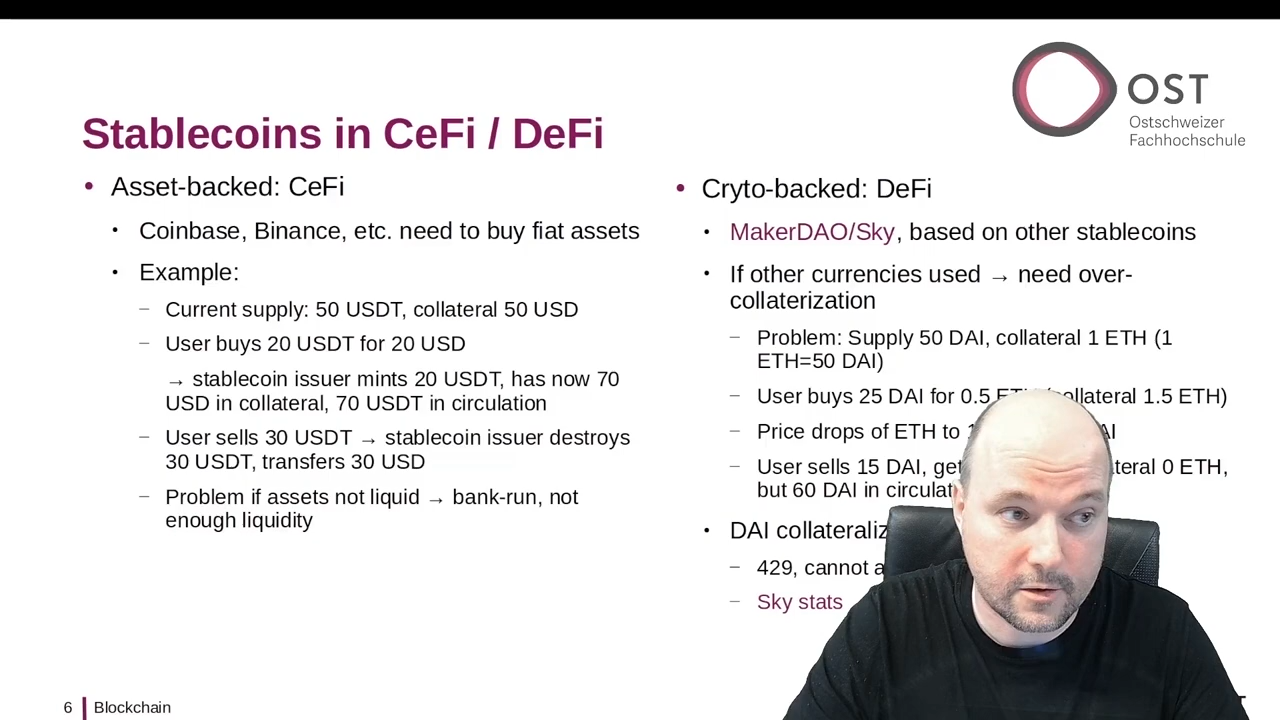 OST
Ostschweizer
Fachhochschule
Stablecoins in CeFi / DeFi
• Asset-backed: CeFi
• Coinbase, Binance, etc. need to buy fiat assets
• Example:
– Current supply: 50 USDT, collateral 50 USD
– User buys 20 USDT for 20 USD
→ stablecoin issuer mints 20 USDT, has now 70
USD in collateral, 70 USDT in circulation
– User sells 30 USDT → stablecoin issuer destroys
30 USDT, transfers 30 USD
– Problem if assets not liquid → bank-run, not
enough liquidity
• Cryto-backed: DeFi
• MakerDAO/Sky, based on other stablecoins
• If other currencies used → need over-
collaterization
– Problem: Supply 50 DAI, collateral 1 ETH (1
ETH=50 DAI)
– User buys 25 DAI for 0.5 ETH (collateral 1.5 ETH)
– Price drops of ETH to
– User sells 15 DAI, 0 ETH,
but 60 DAI in
• DAI
– 429, cannot
– Sky stats
6 Blockchain